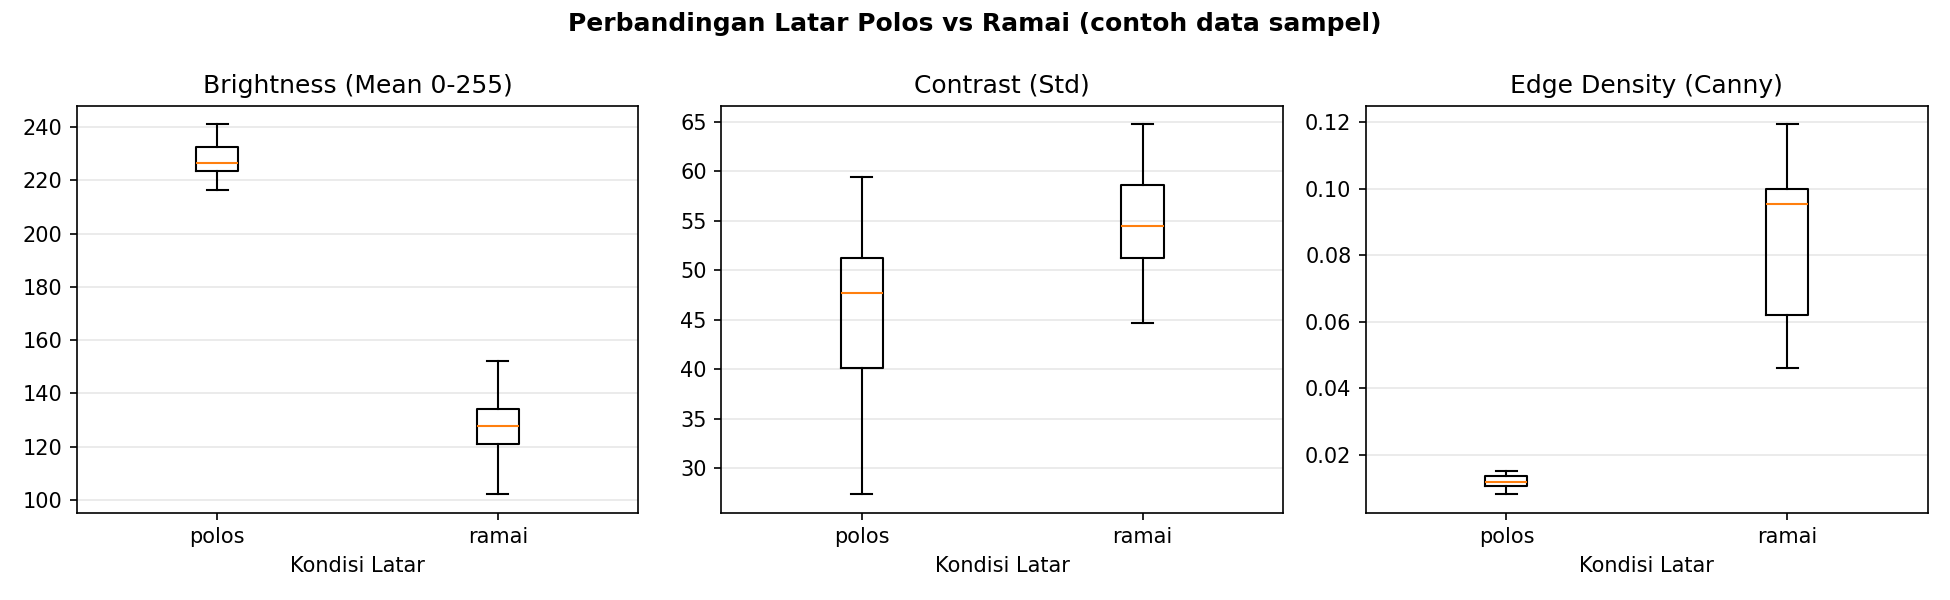 Perbandingan Latar Polos vs Ramai (contoh data sampel)
Brightness (Mean 0-255)
240
220
200
180
160
140
120
100
polos ramai
Kondisi Latar
Contrast (Std)
65
60
55
50
45
40
35
30
polos ramai
Kondisi Latar
Edge Density (Canny)
0.12
0.10
0.08
0.06
0.04
0.02
polos ramai
Kondisi Latar